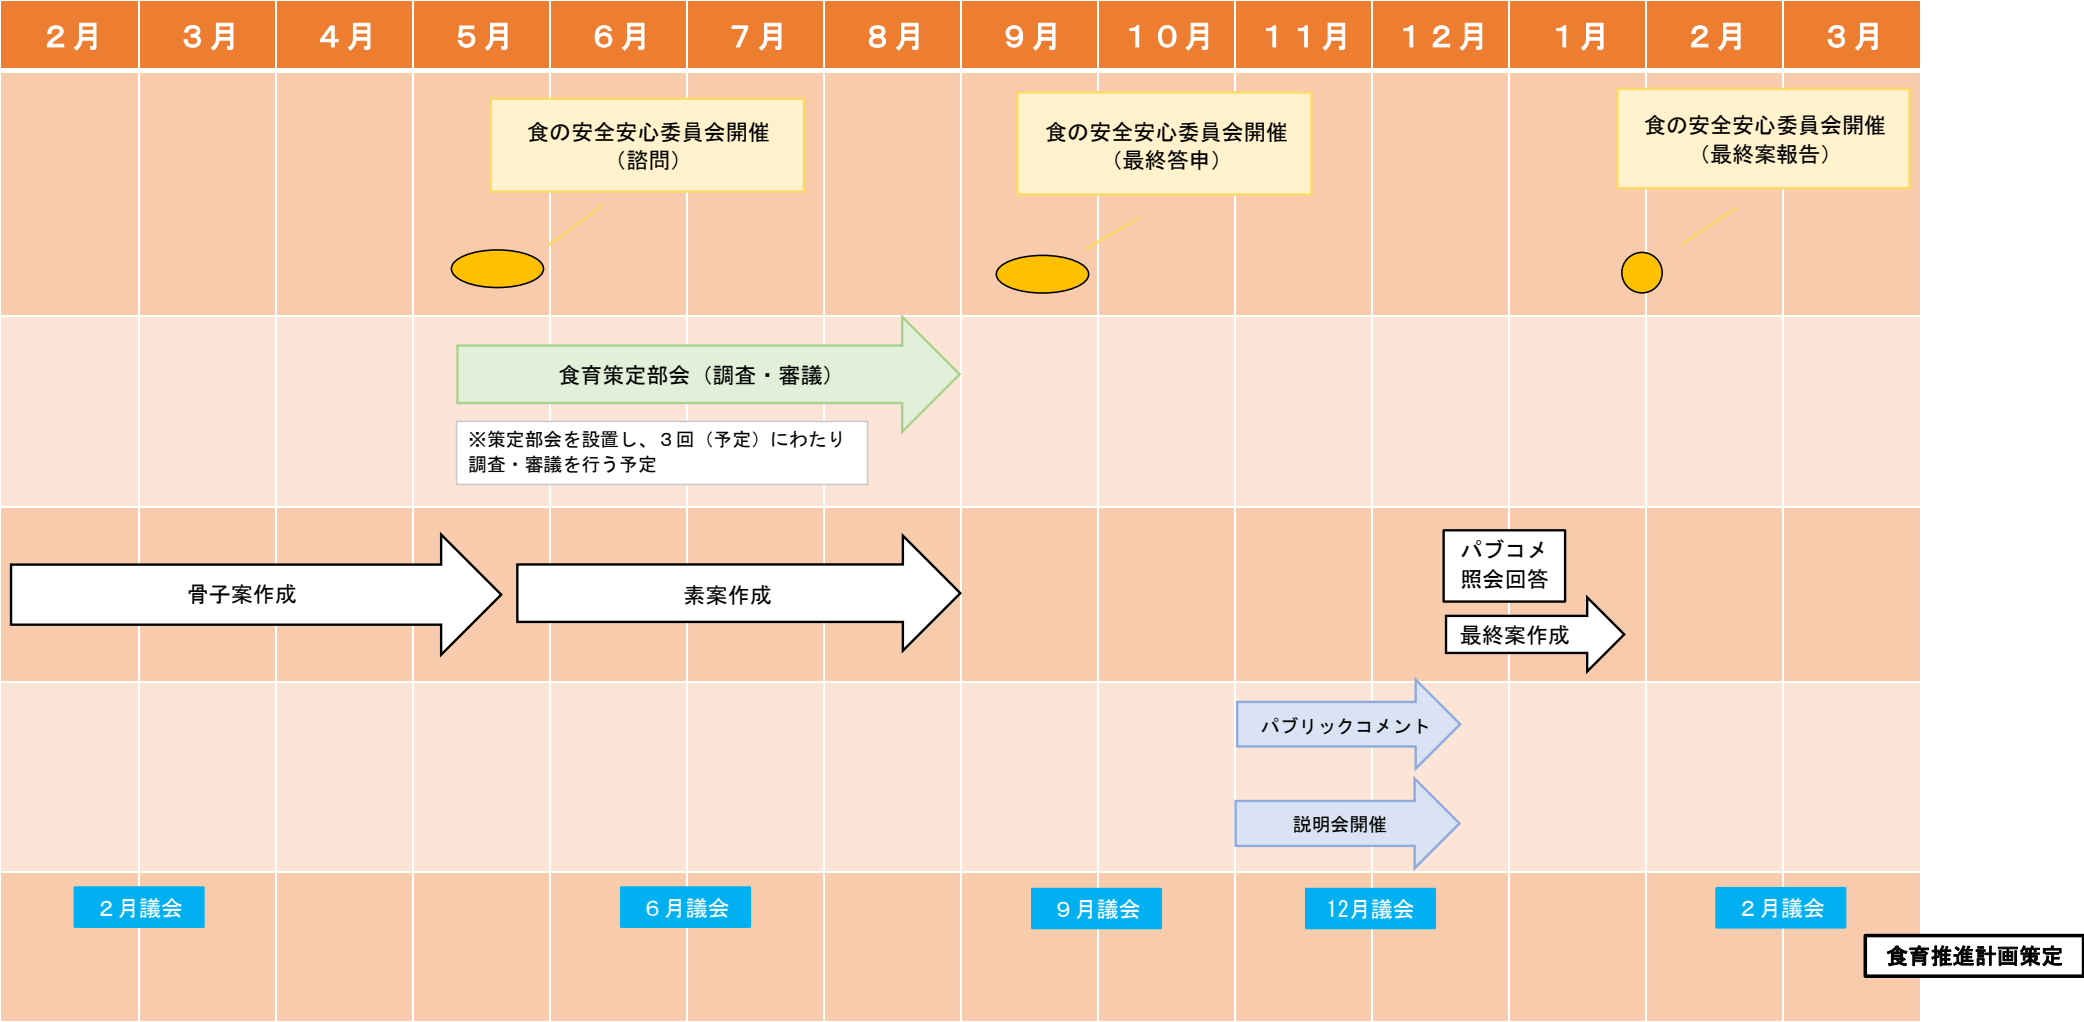 ２月 ３月 ４月 ５月 ６月 ７月 ８月 ９月 １０月 １１月 １２月 １月 ２月 ３月
食の安全安心委員会開催
（諮問）
食の安全安心委員会開催
（最終答申）
食の安全安心委員会開催
（最終案報告）
食育策定部会（調査・審議）
※策定部会を設置し、３回（予定）にわたり
調査・審議を行う予定
骨子案作成
素案作成
パブコメ
照会回答
最終案作成
パブリックコメント
説明会開催
２月議会
６月議会
９月議会
12月議会
２月議会
食育推進計画策定